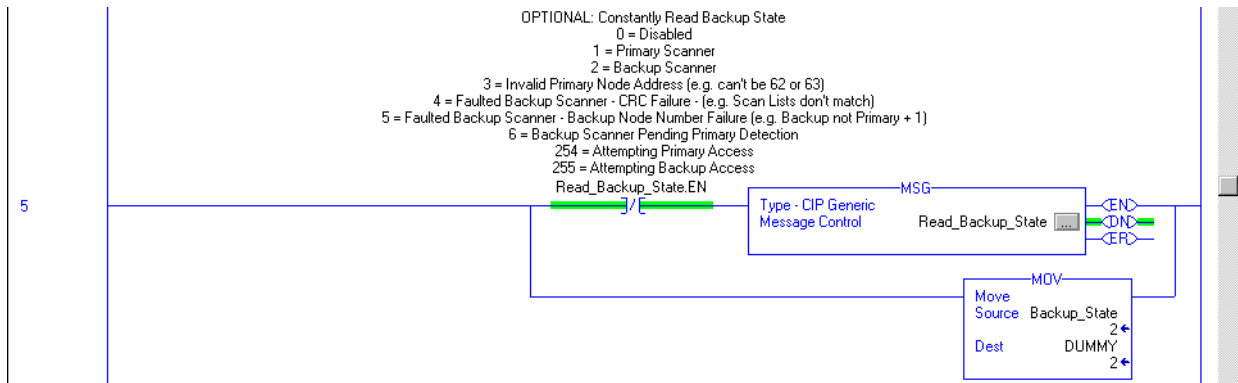 OPTIONAL: Constantly Read Backup State
0 = Disabled
1 = Primary Scanner
2 = Backup Scanner
3 = Invalid Primary Node Address (e.g. can't be 62 or 63)
4 = Faulted Backup Scanner - CRC Failure - (e.g. Scan Lists don't match)
5 = Faulted Backup Scanner - Backup Node Number Failure (e.g. Backup not Primary + 1)
6 = Backup Scanner Pending Primary Detection
254 = Attempting Primary Access
255 = Attempting Backup Access
Read_Backup_State.EN
MSG
5
Type - CIP Generic
EN
Message Control Read_Backup_State ...
DN
ER
MOV
Move
Source Backup_State
2
Dest DUMMY
2